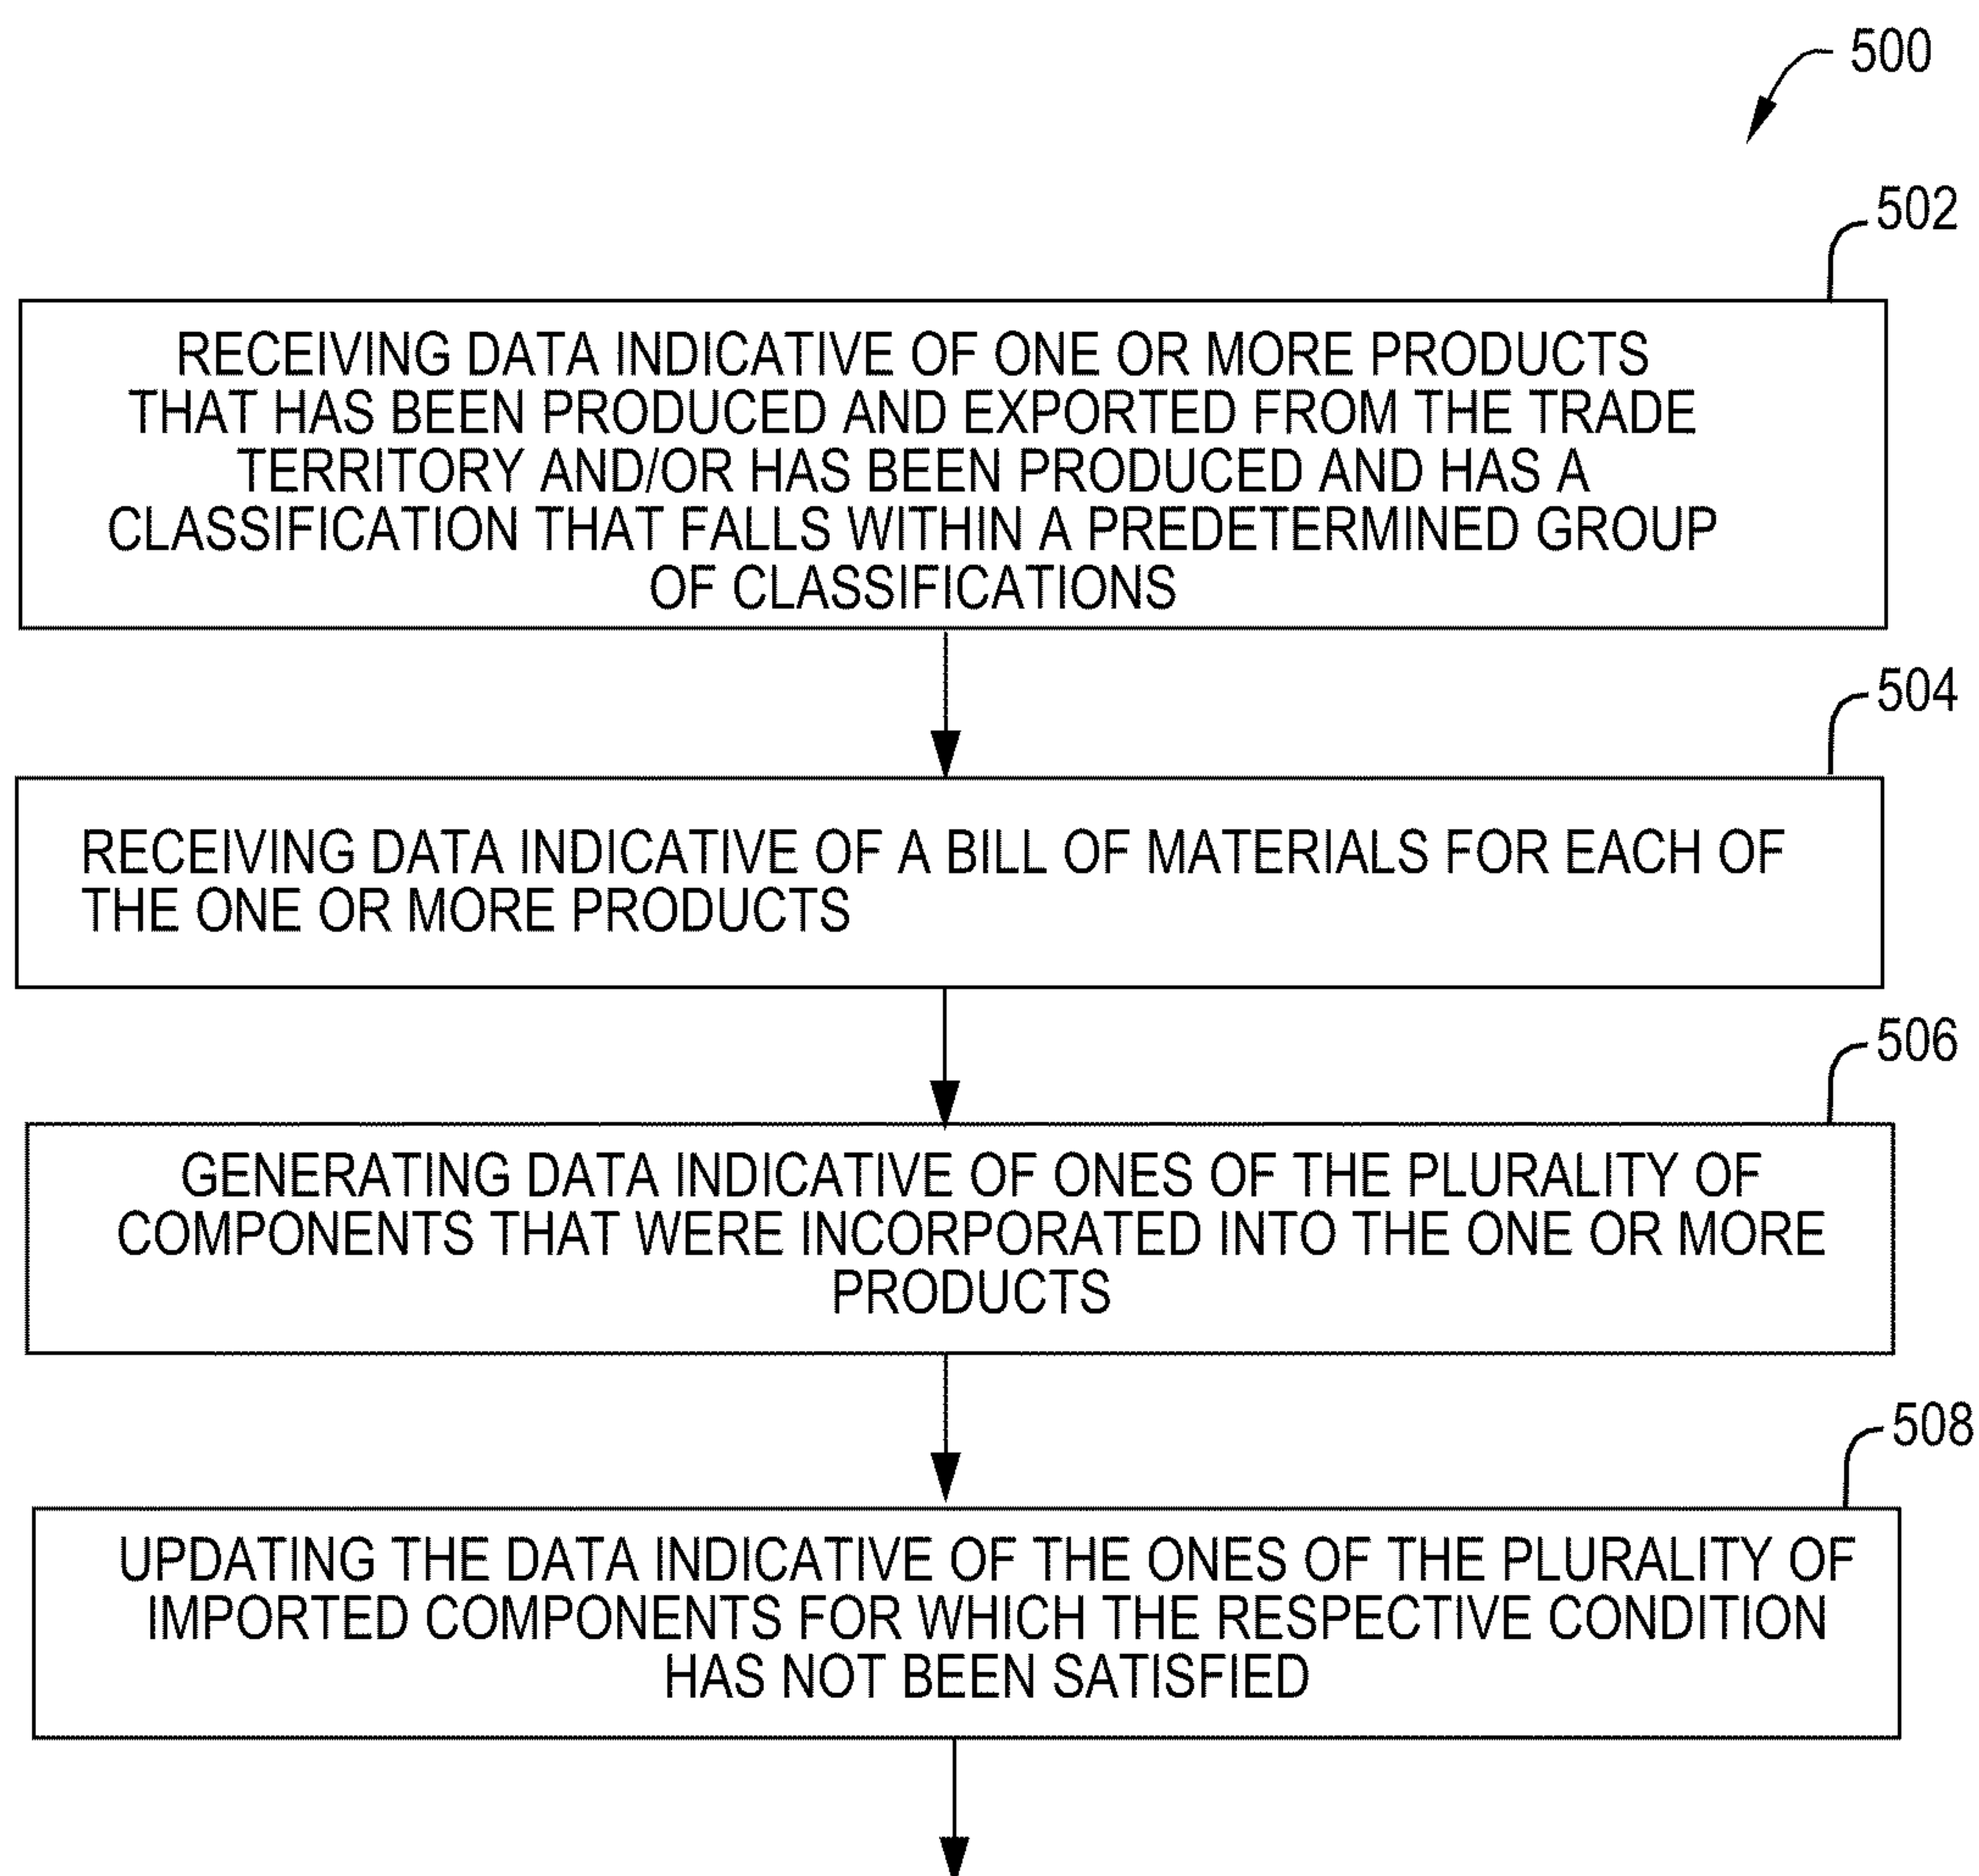 500
502
RECEIVING DATA INDICATIVE OF ONE OR MORE PRODUCTS
THAT HAS BEEN PRODUCED AND EXPORTED FROM THE TRADE
TERRITORY AND/OR HAS BEEN PRODUCED AND HAS A
CLASSIFICATION THAT FALLS WITHIN A PREDETERMINED GROUP
OF CLASSIFICATIONS
504
RECEIVING DATA INDICATIVE OF A BILL OF MATERIALS FOR EACH OF
THE ONE OR MORE PRODUCTS
506
GENERATING DATA INDICATIVE OF ONES OF THE PLURALITY OF
COMPONENTS THAT WERE INCORPORATED INTO THE ONE OR MORE
PRODUCTS
508
UPDATING THE DATA INDICATIVE OF THE ONES OF THE PLURALITY OF
IMPORTED COMPONENTS FOR WHICH THE RESPECTIVE CONDITION
HAS NOT BEEN SATISFIED